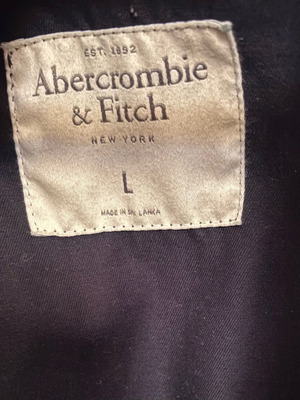 EST. 1892
Abercrombie
& Fitch
NEW YORK
L
MADE IN SRI LANKA